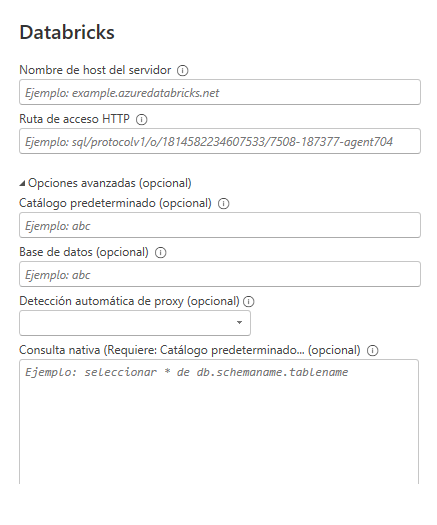 Databricks
Nombre de host del servidor
Ejemplo: example.azuredatabricks.net
Ruta de acceso HTTP
Ejemplo: sql/protocolv1/o/1814582234607533/7508-187377-agent704
Opciones avanzadas (opcional)
Catálogo predeterminado (opcional)
Ejemplo: abc
Base de datos (opcional)
Ejemplo: abc
Detección automática de proxy (opcional)
Consulta nativa (Requiere: Catálogo predeterminado... (opcional)
Ejemplo: seleccionar * de db.schemaname.tablename